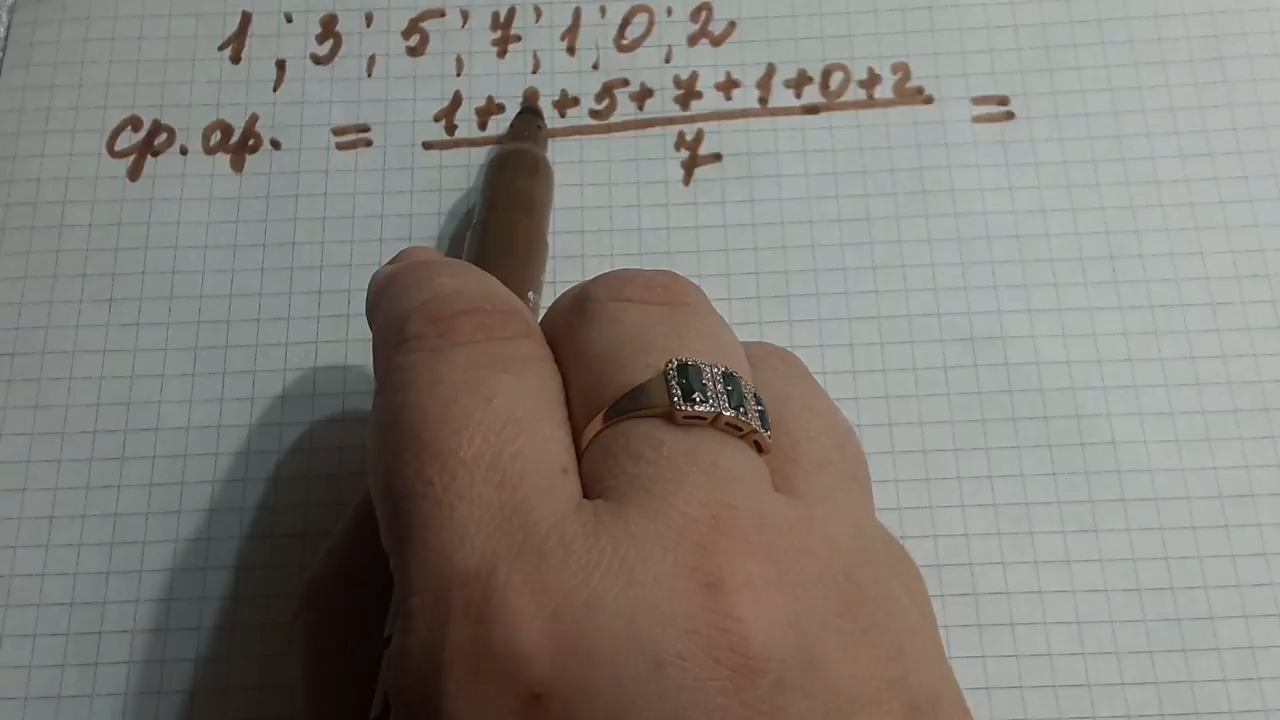 1; 3; 5; 7; 1; 0; 2
ср. ар. = 1+ +5+7+1+0+2 =
7